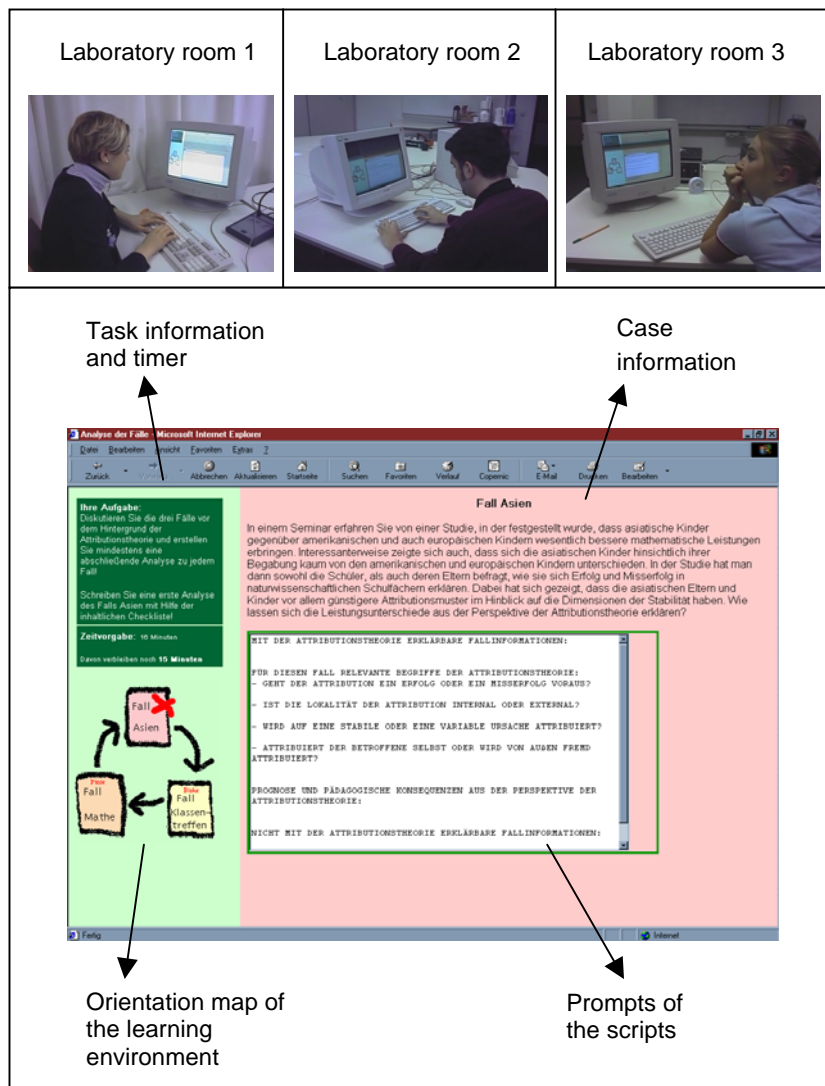 Laboratory room 1
Laboratory room 2
Laboratory room 3
Task information
and timer
Case
information
Analyse der Fälle - Microsoft Internet Explorer
Datei Bearbeiten Ansicht Favoriten Extras ?
Zurück Abbrechen Aktualisieren Startseite Suchen Favoriten Verlauf Copernic E-Mail Drucken Bearbeiten
Ihre Aufgabe:
Diskutieren Sie die drei Fälle vor
dem Hintergrund der
Attributionstheorie und erstellen
Sie mindestens eine
abschließende Analyse zu jedem
Fall!
Schreiben Sie eine erste Analyse
des Falls Asien mit Hilfe der
inhaltlichen Checkliste!
Zeitvorgabe: 16 Minuten
Davon verbleiben noch 15 Minuten
Fall
Asien
Fall
Mathe
Fall
Klassen-
treffen
Fall Asien
In einem Seminar erfahren Sie von einer Studie, in der festgestellt wurde, dass asiatische Kinder
gegenüber amerikanischen und auch europäischen Kindern wesentlich bessere mathematische Leistungen
erbringen. Interessanterweise zeigte sich auch, dass sich die asiatischen Kinder hinsichtlich ihrer
Begabung kaum von den amerikanischen und europäischen Kindern unterschieden. In der Studie hat man
dann sowohl die Schüler, als auch deren Eltern befragt, wie sie sich Erfolg und Misserfolg in
naturwissenschaftlichen Schulfächern erklären. Dabei hat sich gezeigt, dass die asiatischen Eltern und
Kinder vor allem günstigere Attributionsmuster im Hinblick auf die Dimensionen der Stabilität haben. Wie
lassen sich die Leistungsunterschiede aus der Perspektive der Attributionstheorie erklären?
MIT DER ATTRIBUTIONSTHEORIE ERKLÄRBARE FALLINFORMATIONEN:
FÜR DIESEN FALL RELEVANTE BEGRIFFE DER ATTRIBUTIONSTHEORIE:
- GEHT DER ATTRIBUTION EIN ERFOLG ODER EIN MISSERFOLG VORAUS?
- IST DIE LOKALITÄT DER ATTRIBUTION INTERNAL ODER EXTERNAL?
- WIRD AUF EINE STABILE ODER EINE VARIABLE URSACHE ATTRIBUIERT?
- ATTRIBUIERT DER BETROFFENE SELBST ODER WIRD VON AUßEN FREMD
ATTRIBUIERT?
PROGNOSE UND PÄDAGOGISCHE KONSEQUENZEN AUS DER PERSPEKTIVE DER
ATTRIBUTIONSTHEORIE:
NICHT MIT DER ATTRIBUTIONSTHEORIE ERKLÄRBARE FALLINFORMATIONEN:
Fertig
Internet
Orientation map of
the learning
environment
Prompts of
the scripts